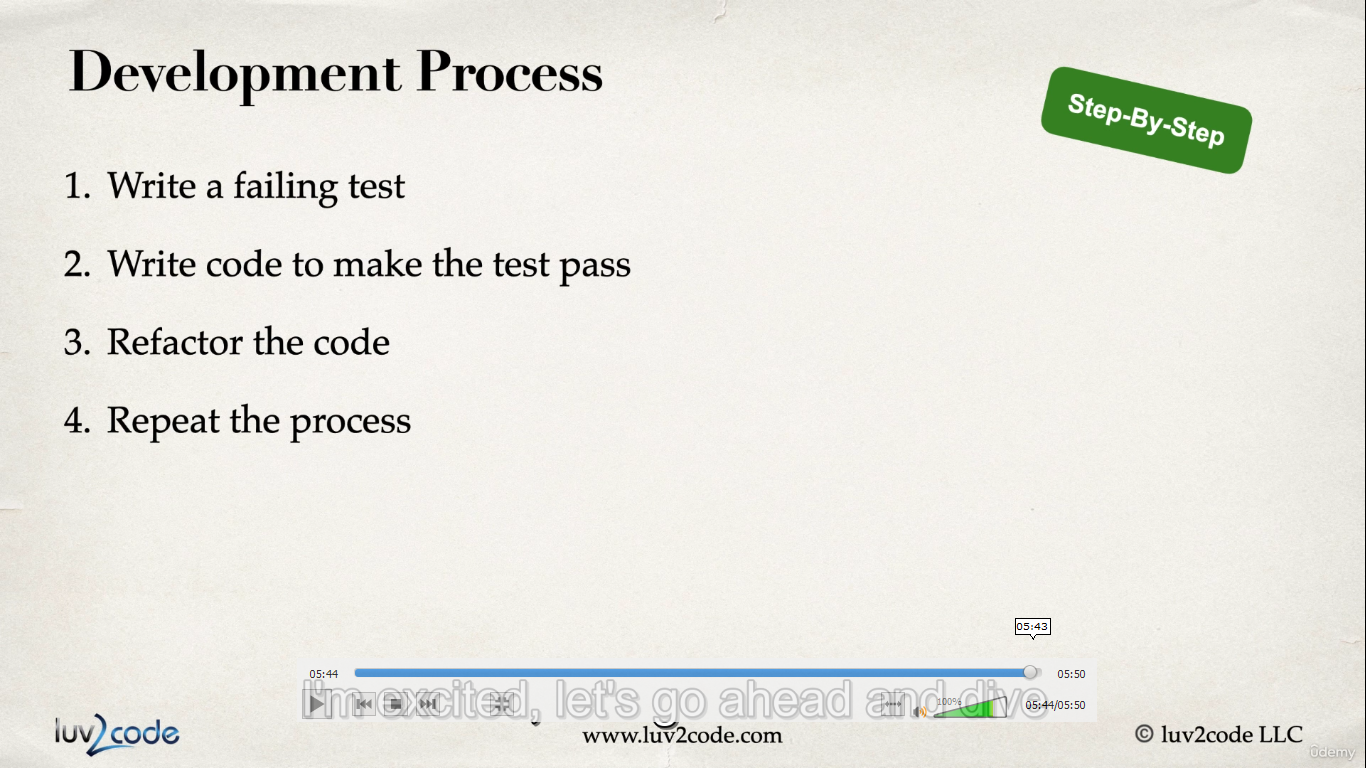 Development Process
Step-By-Step
1. Write a failing test
2. Write code to make the test pass
3. Refactor the code
4. Repeat the process
05:43
05:44
05:50
I'm excited, let's go ahead and dive
100%
05:44/05:50
luv2code
www.luv2code.com
© luv2code LLC
ûdemy